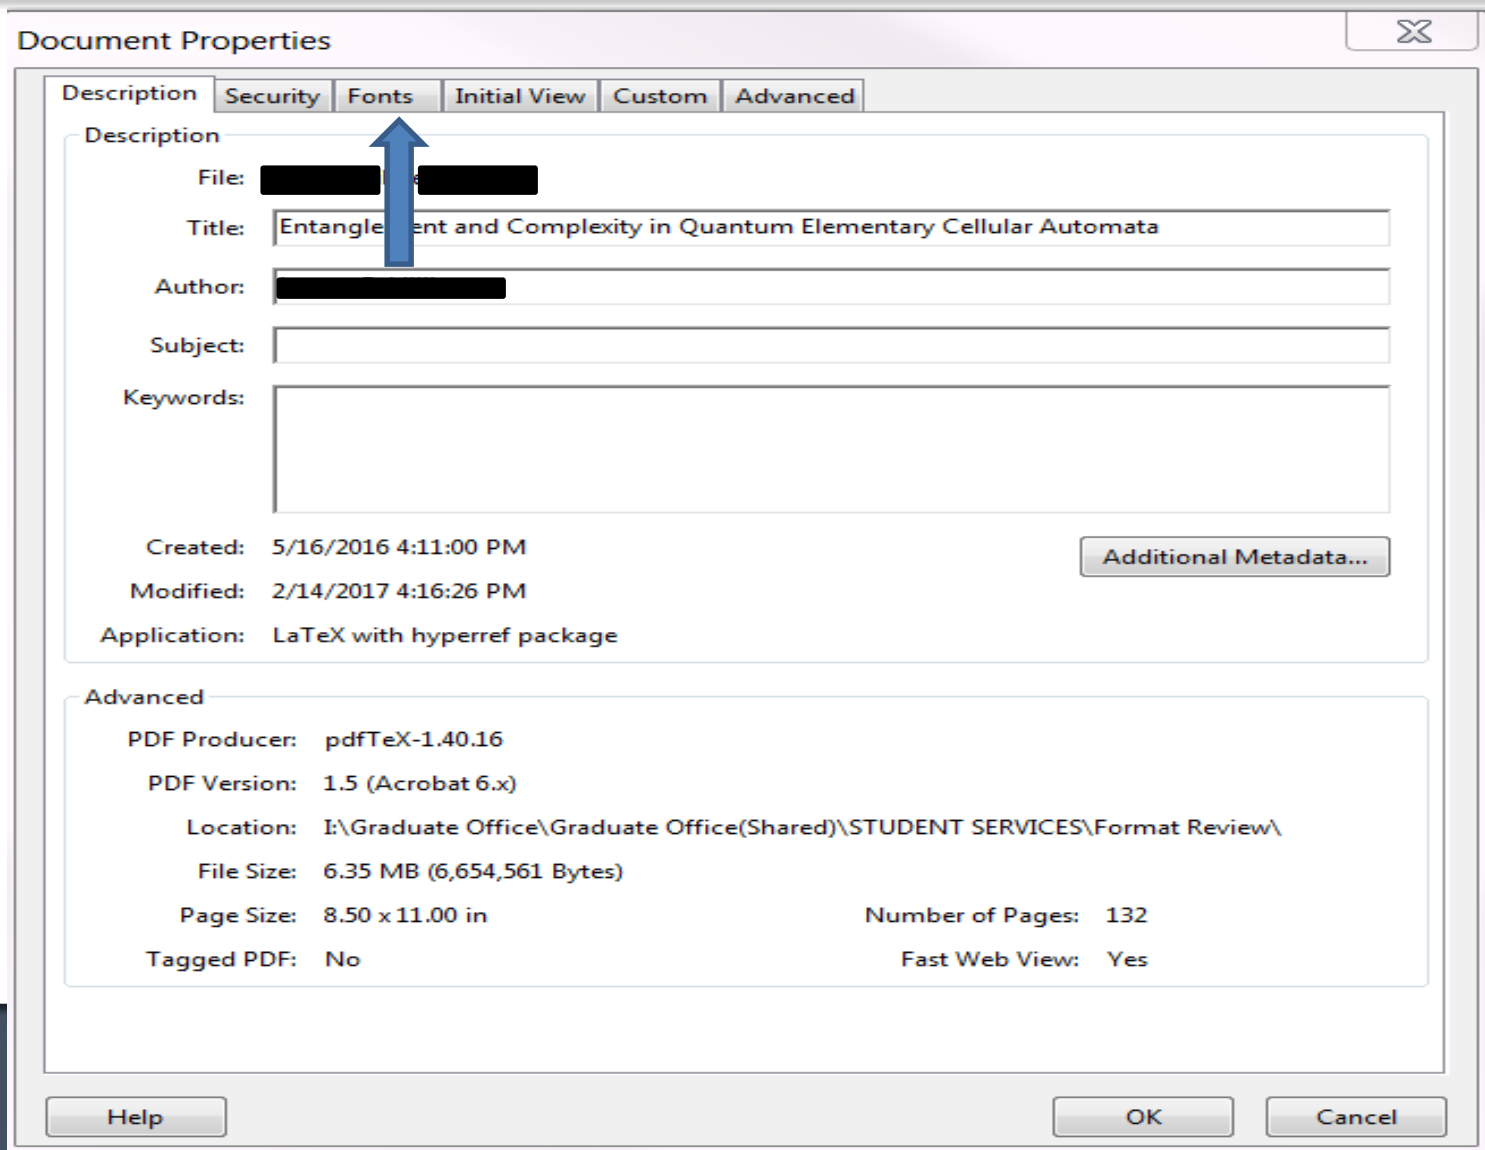 Document Properties
Description Security Fonts Initial View Custom Advanced
Description
File:
Title: Entangle ent and Complexity in Quantum Elementary Cellular Automata
Author:
Subject:
Keywords:
Created: 5/16/2016 4:11:00 PM
Additional Metadata...
Modified: 2/14/2017 4:16:26 PM
Application: LaTeX with hyperref package
Advanced
PDF Producer: pdfTeX-1.40.16
PDF Version: 1.5 (Acrobat 6.x)
Location: I:\Graduate Office\Graduate Office(Shared)\STUDENT SERVICES\Format Review\
File Size: 6.35 MB (6,654,561 Bytes)
Page Size: 8.50 x 11.00 in Number of Pages: 132
Tagged PDF: No Fast Web View: Yes
Help OK Cancel